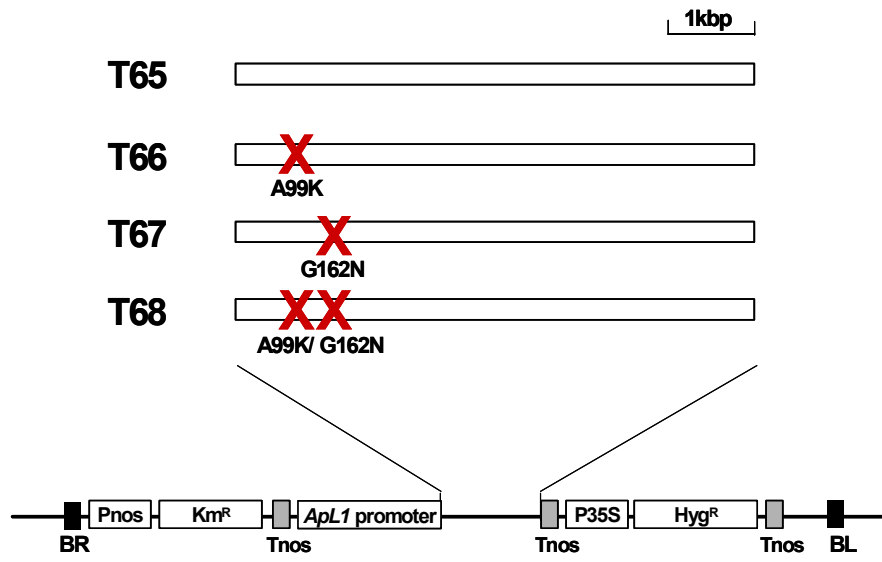 1kbp
T65
T66
A99K
T67
G162N
T68
A99K/ G162N
Pnos KmR ApL1 promoter P35S HygR
BR Tnos Tnos Tnos BL